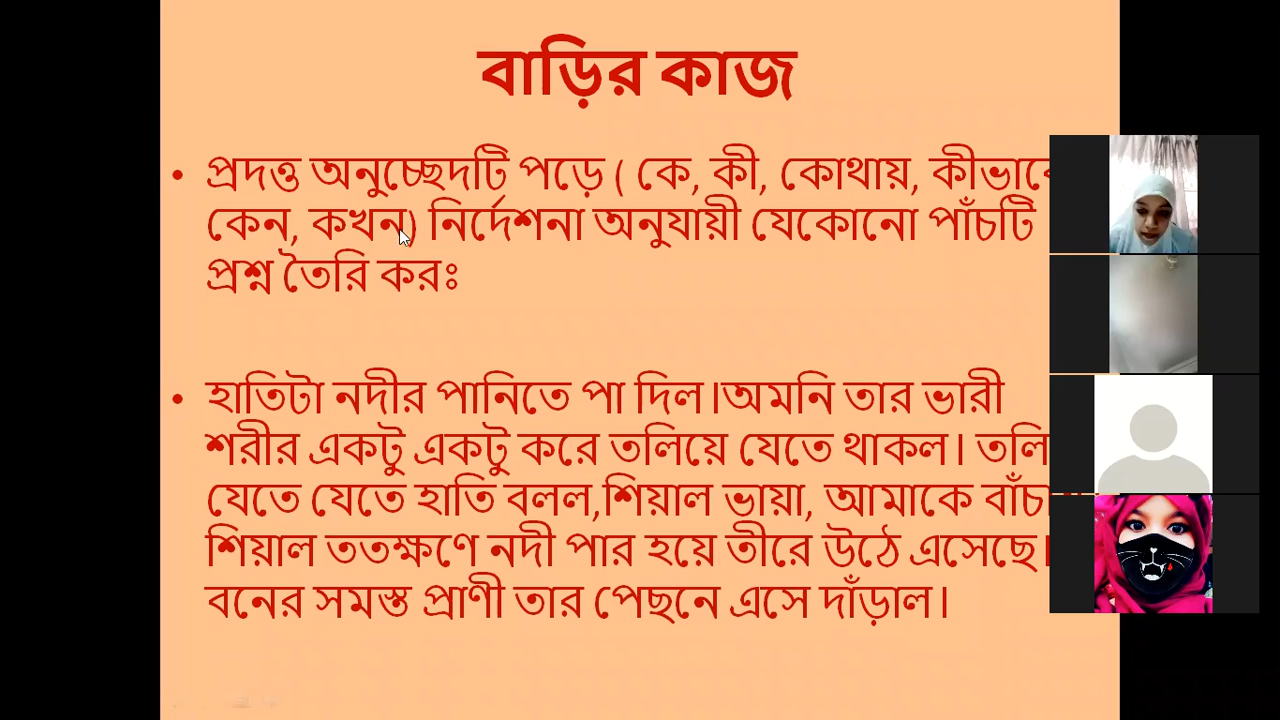 বাড়ির কাজ
• প্রদত্ত অনুচ্ছেদটি পড়ে ( কে, কী, কোথায়,
কেন, কখন) নির্দেশনা অনুযায়ী যেকোনো পাঁচটি
প্রশ্ন তৈরি করঃ
• হাতিটা নদীর পানিতে পা দিল।অমনি তার ভারী
শরীর একটু একটু করে তলিয়ে যেতে থাকল।
যেতে যেতে হাতি বলল,শিয়াল ভায়া, আমাকে
শিয়াল ততক্ষণে নদী পার হয়ে তীরে উঠে এসেছে।
বনের সমস্ত প্রাণী তার পেছনে এসে দাঁড়াল।